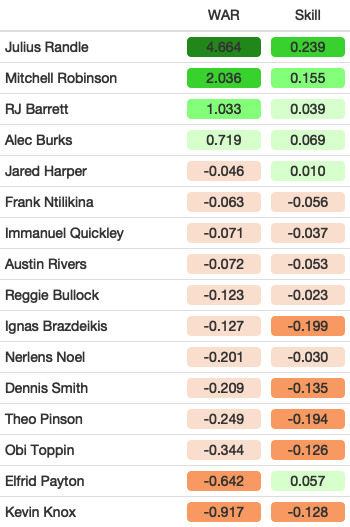 WAR Skill
Julius Randle 4.664 0.239
Mitchell Robinson 2.036 0.155
RJ Barrett 1.033 0.039
Alec Burks 0.719 0.069
Jared Harper -0.046 0.010
Frank Ntilikina -0.063 -0.056
Immanuel Quickley -0.071 -0.037
Austin Rivers -0.072 -0.053
Reggie Bullock -0.123 -0.023
Ignas Brazdeikis -0.127 -0.199
Nerlens Noel -0.201 -0.030
Dennis Smith -0.209 -0.135
Theo Pinson -0.249 -0.194
Obi Toppin -0.344 -0.126
Elfrid Payton -0.642 0.057
Kevin Knox -0.917 -0.128